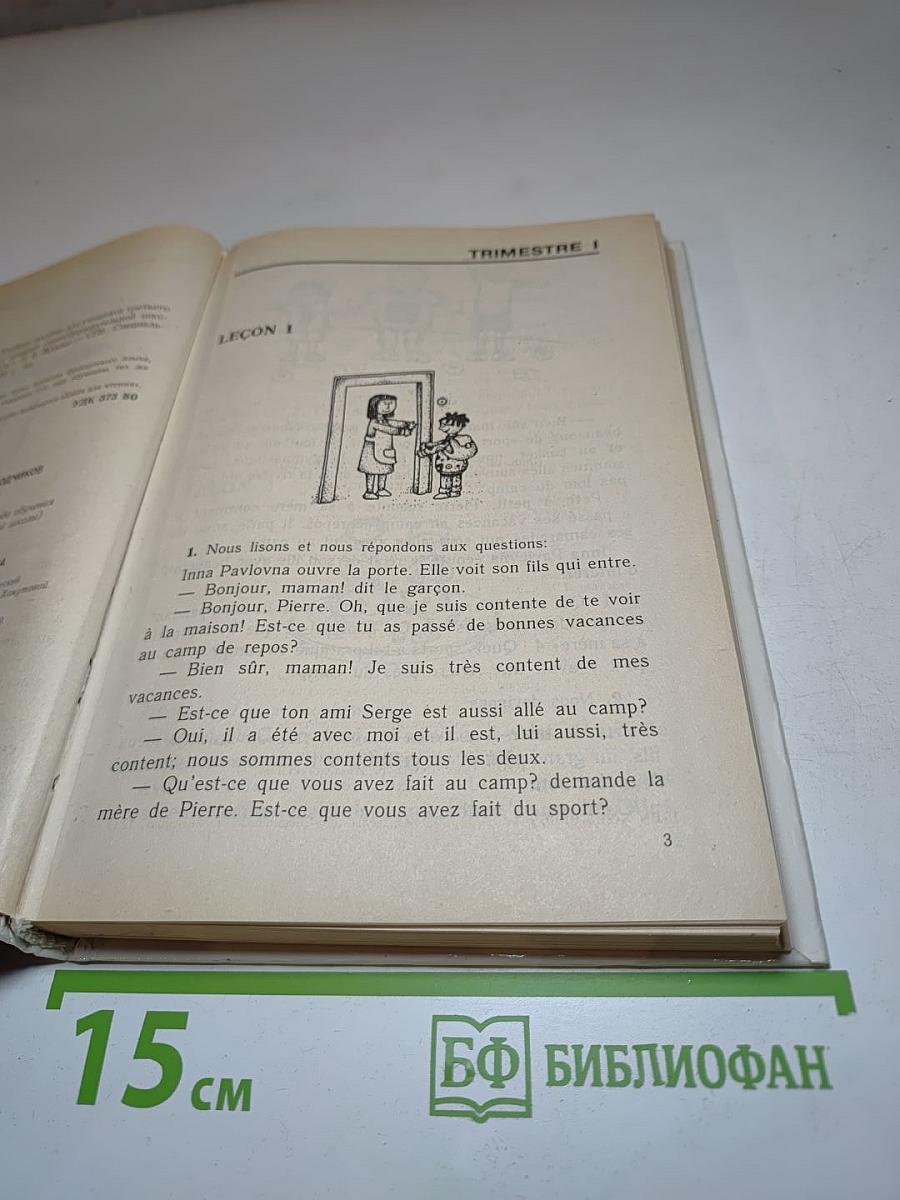 УДК 373 80
TRIMESTRE I
LEÇON 1
1. Nous lisons et nous répondons aux questions:
Inna Pavlovna ouvre la porte. Elle voit son fils qui entre.
— Bonjour, maman! dit le garçon.
— Bonjour, Pierre. Oh, que je suis contente de te voir
à la maison! Est-ce que tu as passé de bonnes vacances
au camp de repos?
— Bien sûr, maman! Je suis très content de mes
vacances.
— Est-ce que ton ami Serge est aussi allé au camp?
— Oui, il a été avec moi et il est, lui aussi, très
content; nous sommes contents tous les deux.
— Qu'est-ce que vous avez fait au camp? demande la
mère de Pierre. Est-ce que vous avez fait du sport?
3
15 см
БФ БИБЛИОФАН